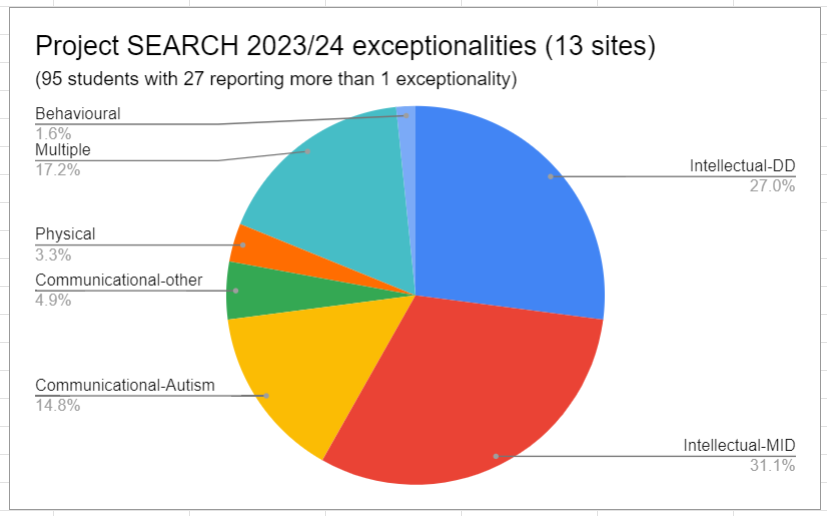 Project SEARCH 2023/24 exceptionalities (13 sites)
(95 students with 27 reporting more than 1 exceptionality)
Behavioural
1.6%
Multiple
17.2%
Physical
3.3%
Communicational-other
4.9%
Communicational-Autism
14.8%
Intellectual-DD
27.0%
Intellectual-MID
31.1%